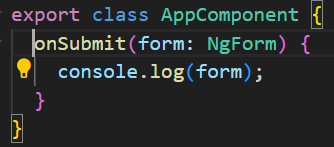 export class AppComponent {
  onSubmit(form: NgForm) {
    console.log(form);
  }
}